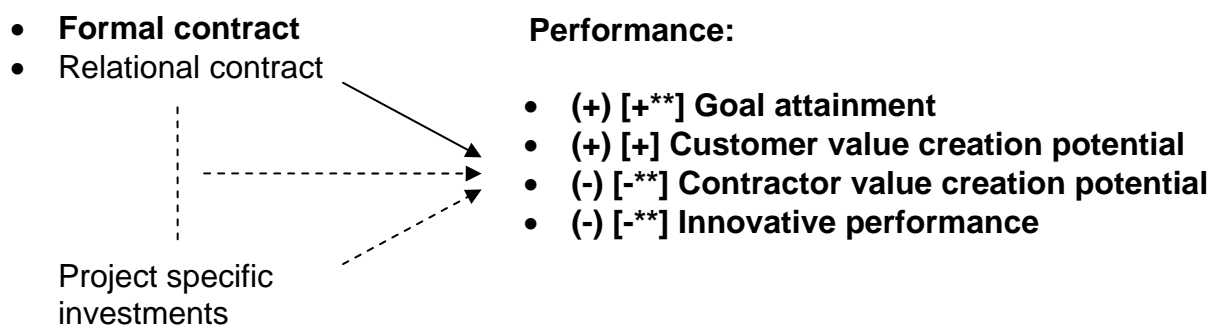 • Formal contract
• Relational contract
Project specific
investments
Performance:
• (+) [+**] Goal attainment
• (+) [+] Customer value creation potential
• (-) [-**] Contractor value creation potential
• (-) [-**] Innovative performance